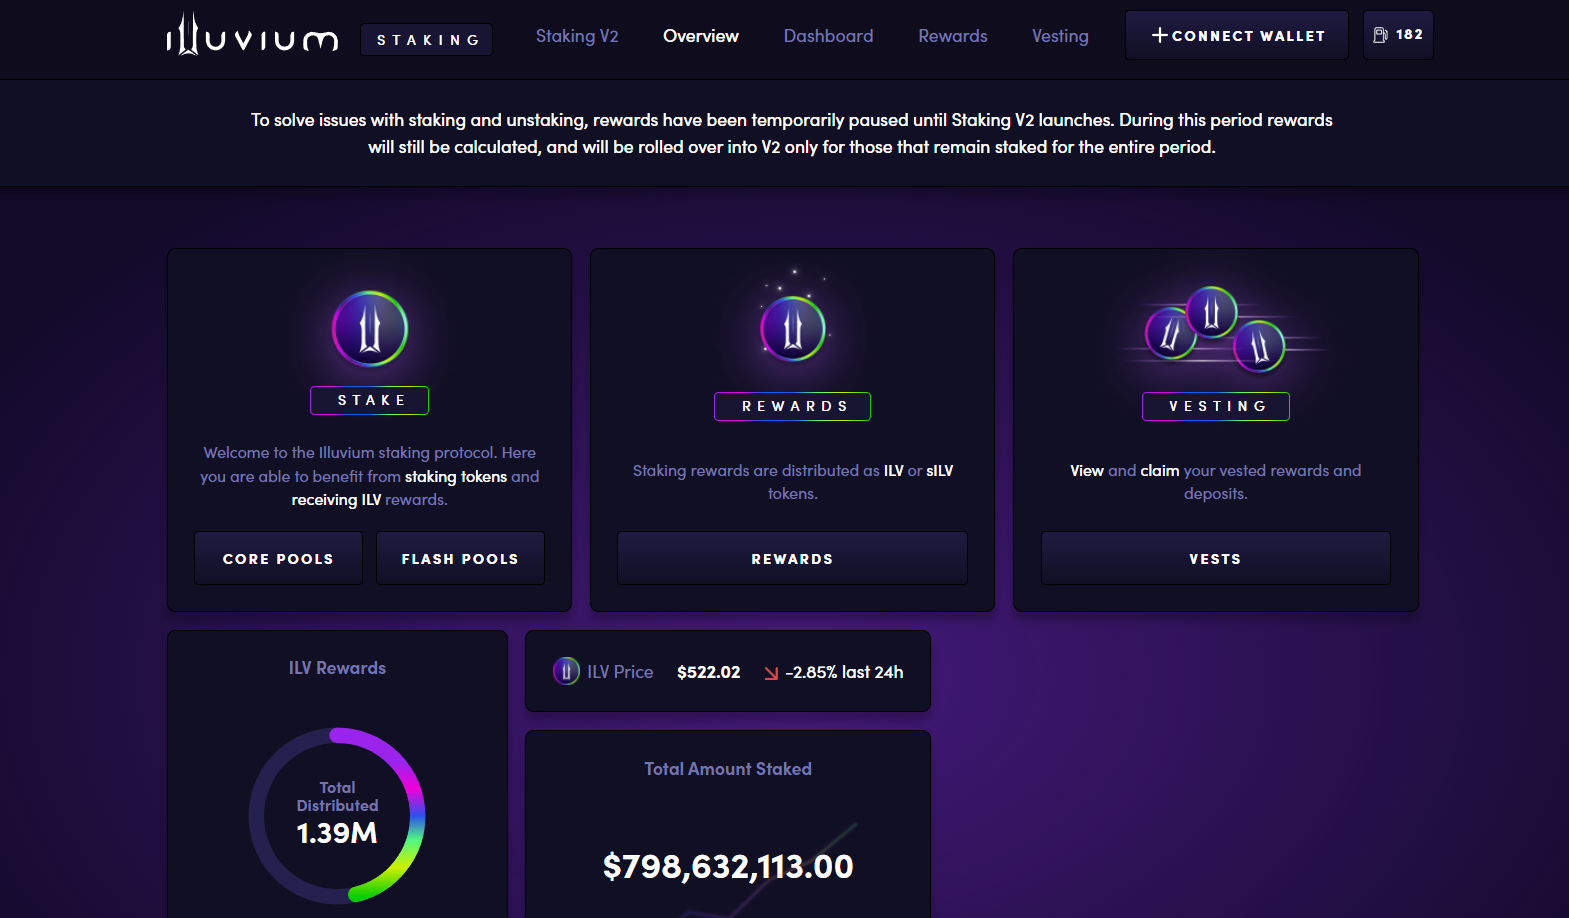 illuvium
STAKING
Staking V2
Overview
Dashboard
Rewards
Vesting
+CONNECT WALLET
182
To solve issues with staking and unstaking, rewards have been temporarily paused until Staking V2 launches. During this period rewards
will still be calculated, and will be rolled over into V2 only for those that remain staked for the entire period.
STAKE
Welcome to the Illuvium staking protocol. Here
you are able to benefit from staking tokens and
receiving ILV rewards.
CORE POOLS
FLASH POOLS
REWARDS
Staking rewards are distributed as ILV or sILV
tokens.
REWARDS
VESTING
View and claim your vested rewards and
deposits.
VESTS
ILV Rewards
Total
Distributed
1.39M
ILV Price $522.02 -2.85% last 24h
Total Amount Staked
$798,632,113.00